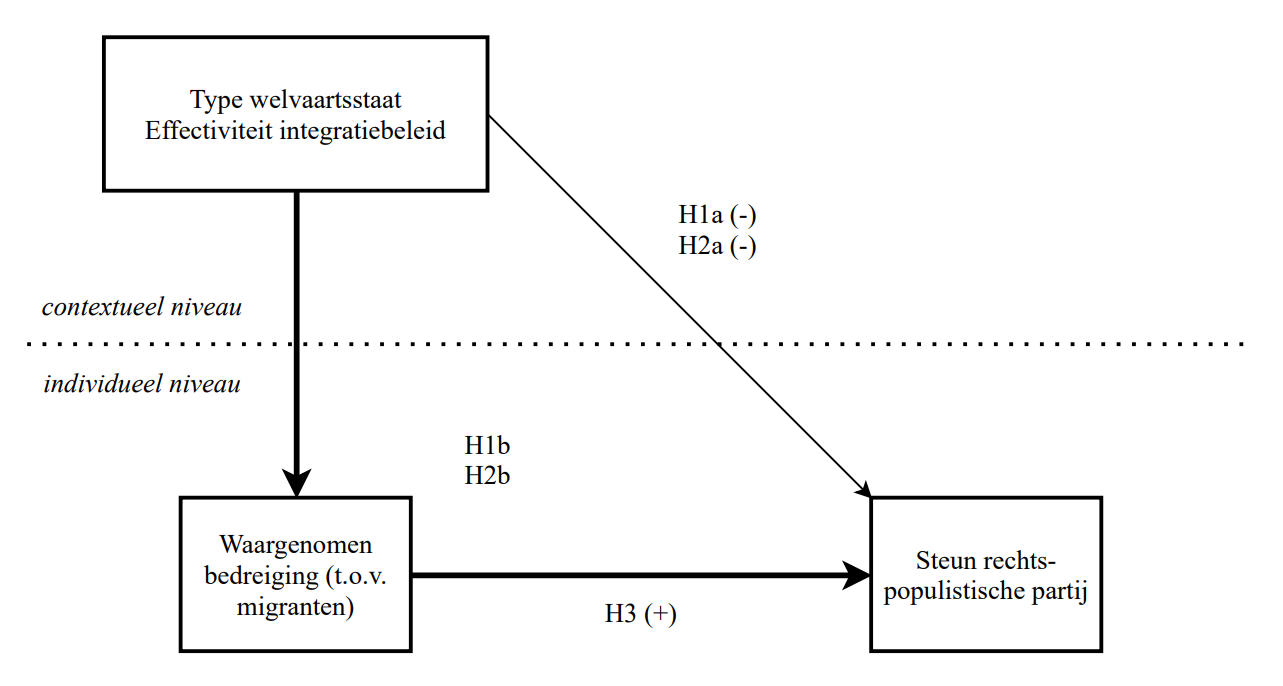 Type welvaartsstaat
Effectiviteit integratiebeleid
H1a (-)
H2a (-)
contextueel niveau
individueel niveau
H1b
H2b
Waargenomen
bedreiging (t.o.v.
migranten)
Steun rechts-
populistische partij
H3 (+)